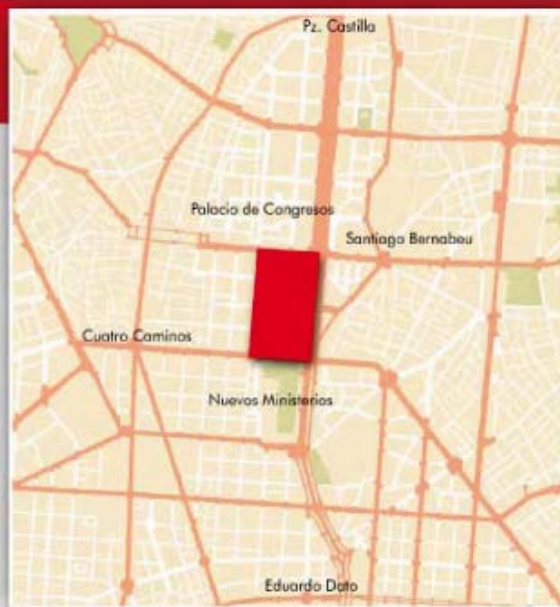 Pz. Castilla
Palacio de Congresos
Santiago Bernabeu
Cuatro Caminos
Nuevos Ministerios
Eduardo Dato